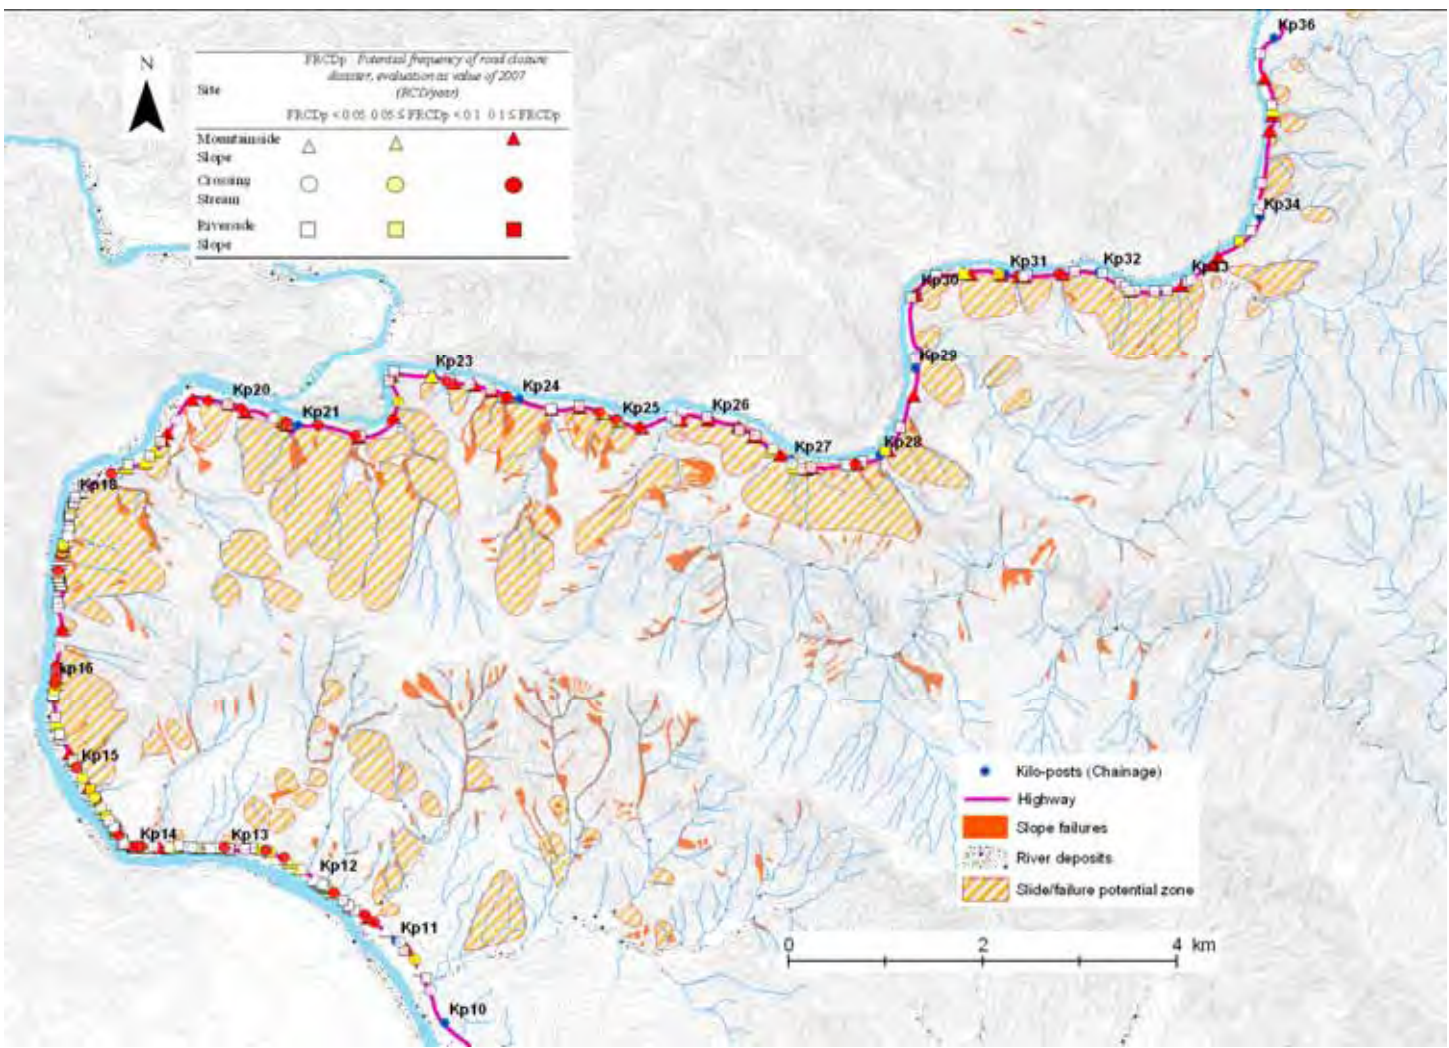 N
FRCDp : Potential frequency of road closure
disaster, evaluation as value of 2007
(RCD/year)
Site
FRCDp < 0.05 0.05 ≤ FRCDp < 0.1 0.1 ≤ FRCDp
Mountainside
Slope
Crossing
Stream
Riverside
Slope
Kp36
Kp34
Kp33
Kp32
Kp31
Kp30
Kp29
Kp28
Kp27
Kp26
Kp25
Kp24
Kp23
Kp21
Kp20
Kp18
kp16
Kp15
Kp14
Kp13
Kp12
Kp11
Kp10
Kilo-posts (Chainage)
Highway
Slope failures
River deposits
Slide/failure potential zone
0 2 4 km